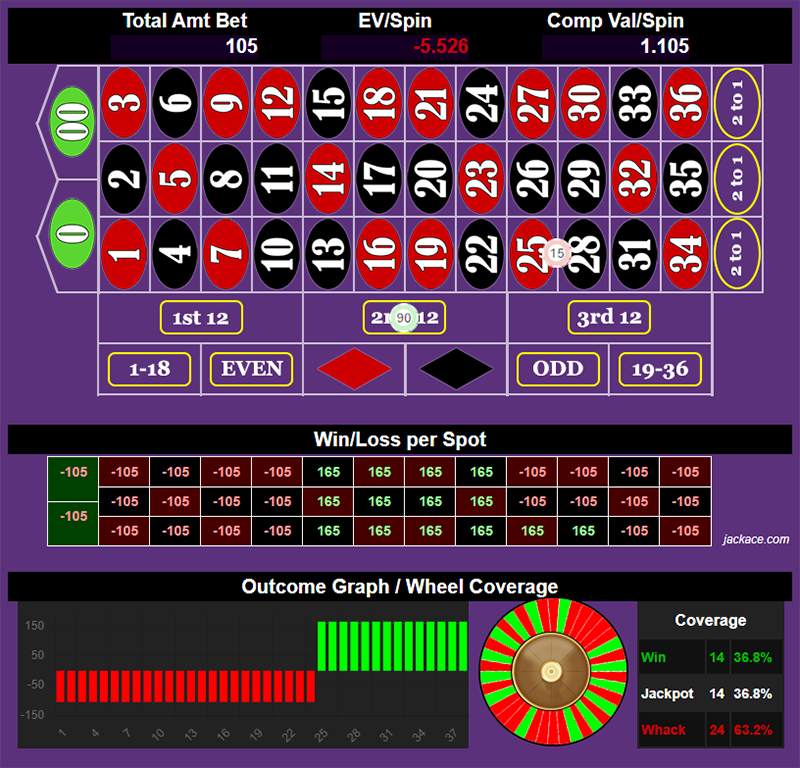 Total Amt Bet EV/Spin Comp Val/Spin
105 -5.526 1.105
00 3 6 9 12 15 18 21 24 27 30 33 36 2 to 1
2 5 8 11 14 17 20 23 26 29 32 35 2 to 1
0 1 4 7 10 13 16 19 22 25 15 28 31 34 2 to 1
1st 12 2n 90 12 3rd 12
1-18 EVEN ODD 19-36
Win/Loss per Spot
-105 -105 -105 -105 -105 165 165 165 165 -105 -105 -105 -105
-105 -105 -105 -105 165 165 165 165 -105 -105 -105 -105
-105 -105 -105 -105 -105 165 165 165 165 165 165 -105 -105
jackace.com
Outcome Graph / Wheel Coverage
150
50
-50
-150
1 4 7 10 13 16 19 22 25 28 31 34 37
Coverage
Win 14 36.8%
Jackpot 14 36.8%
Whack 24 63.2%